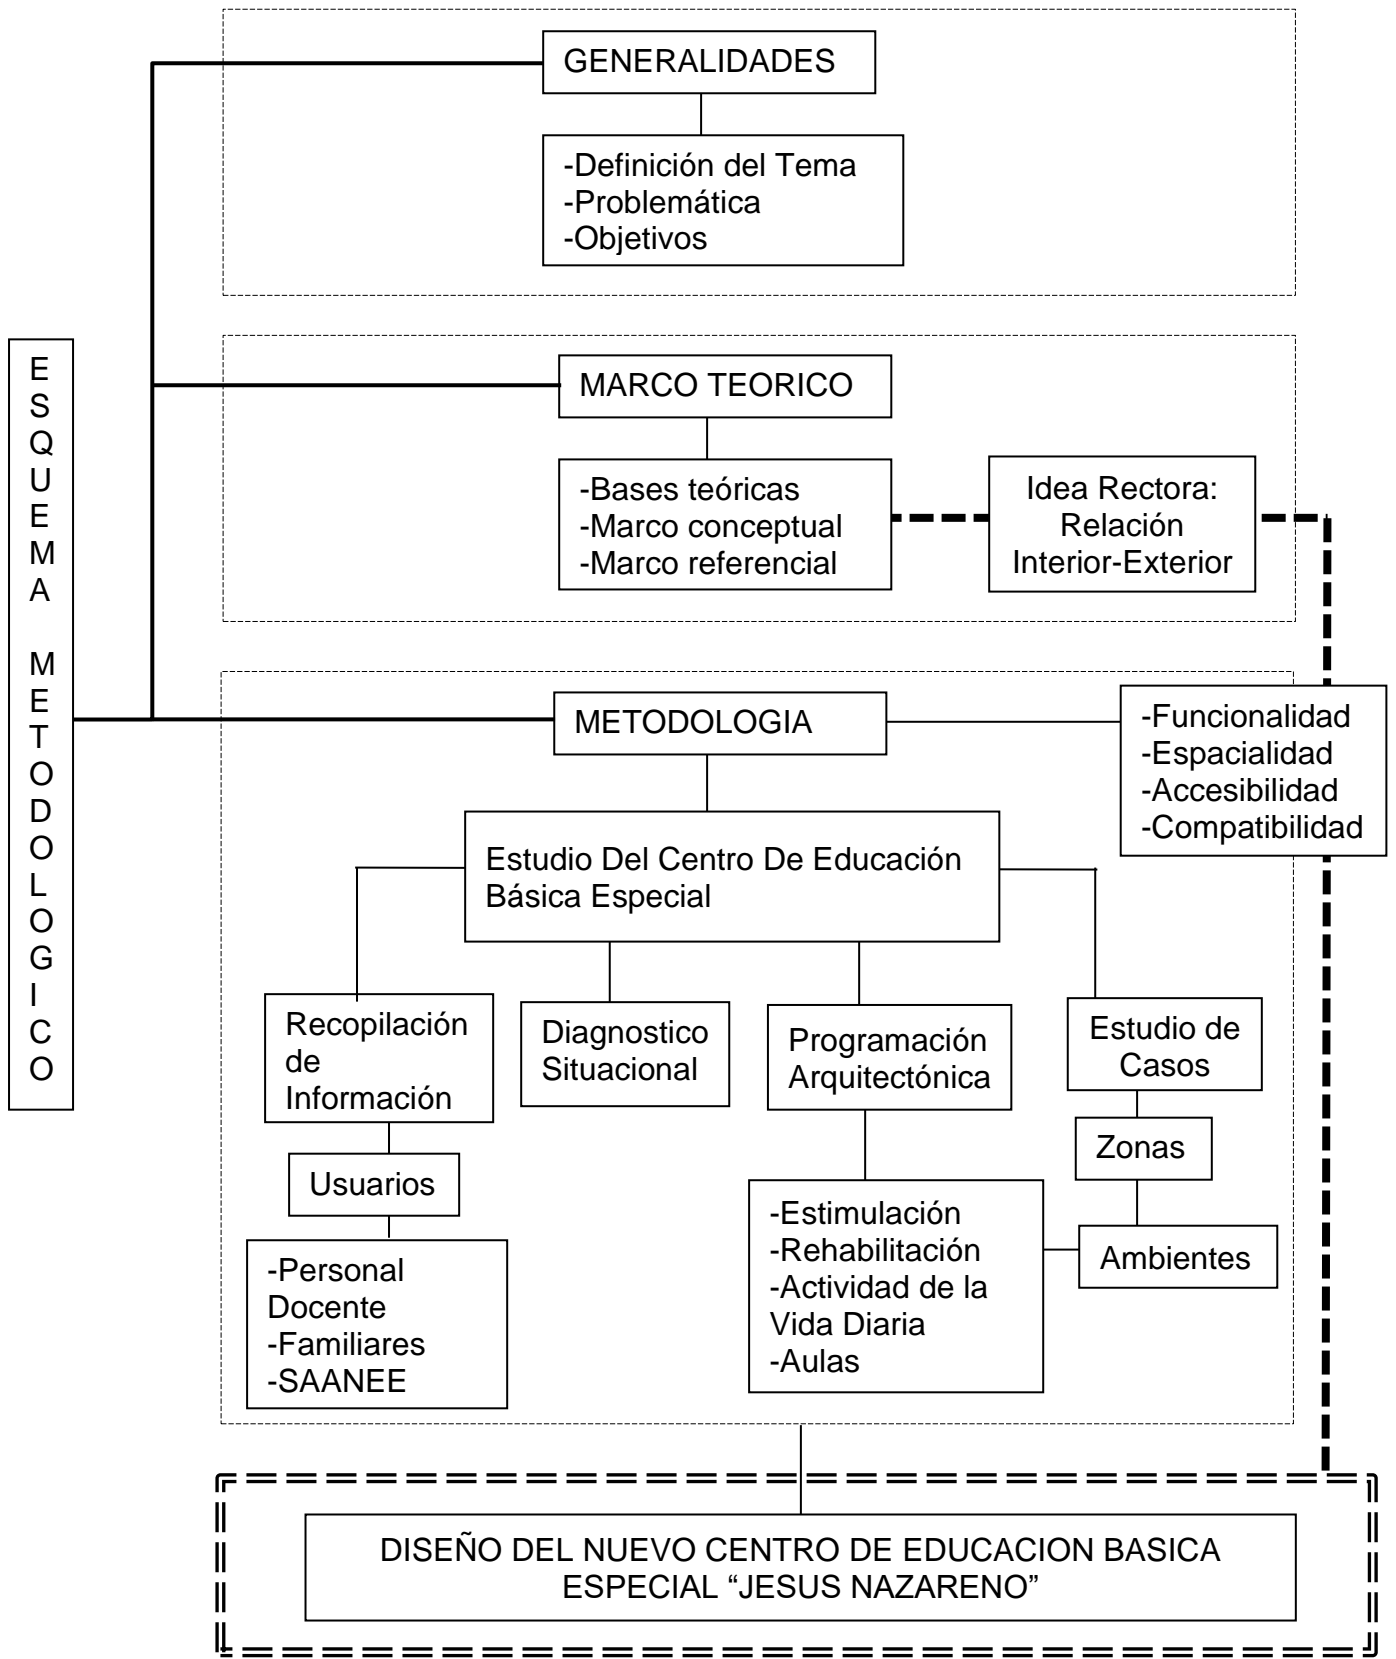 GENERALIDADES
-Definición del Tema
-Problemática
-Objetivos
ESQUEMA METODOLOGICO
MARCO TEORICO
-Bases teóricas
-Marco conceptual
-Marco referencial
Idea Rectora:
Relación
Interior-Exterior
METODOLOGIA
-Funcionalidad
-Espacialidad
-Accesibilidad
-Compatibilidad
Estudio Del Centro De Educación
Básica Especial
Recopilación
de
Información
Diagnostico
Situacional
Programación
Arquitectónica
Estudio de
Casos
Usuarios
Zonas
-Personal
Docente
-Familiares
-SAANEE
-Estimulación
-Rehabilitación
-Actividad de la
Vida Diaria
-Aulas
Ambientes
DISEÑO DEL NUEVO CENTRO DE EDUCACION BASICA
ESPECIAL “JESUS NAZARENO”